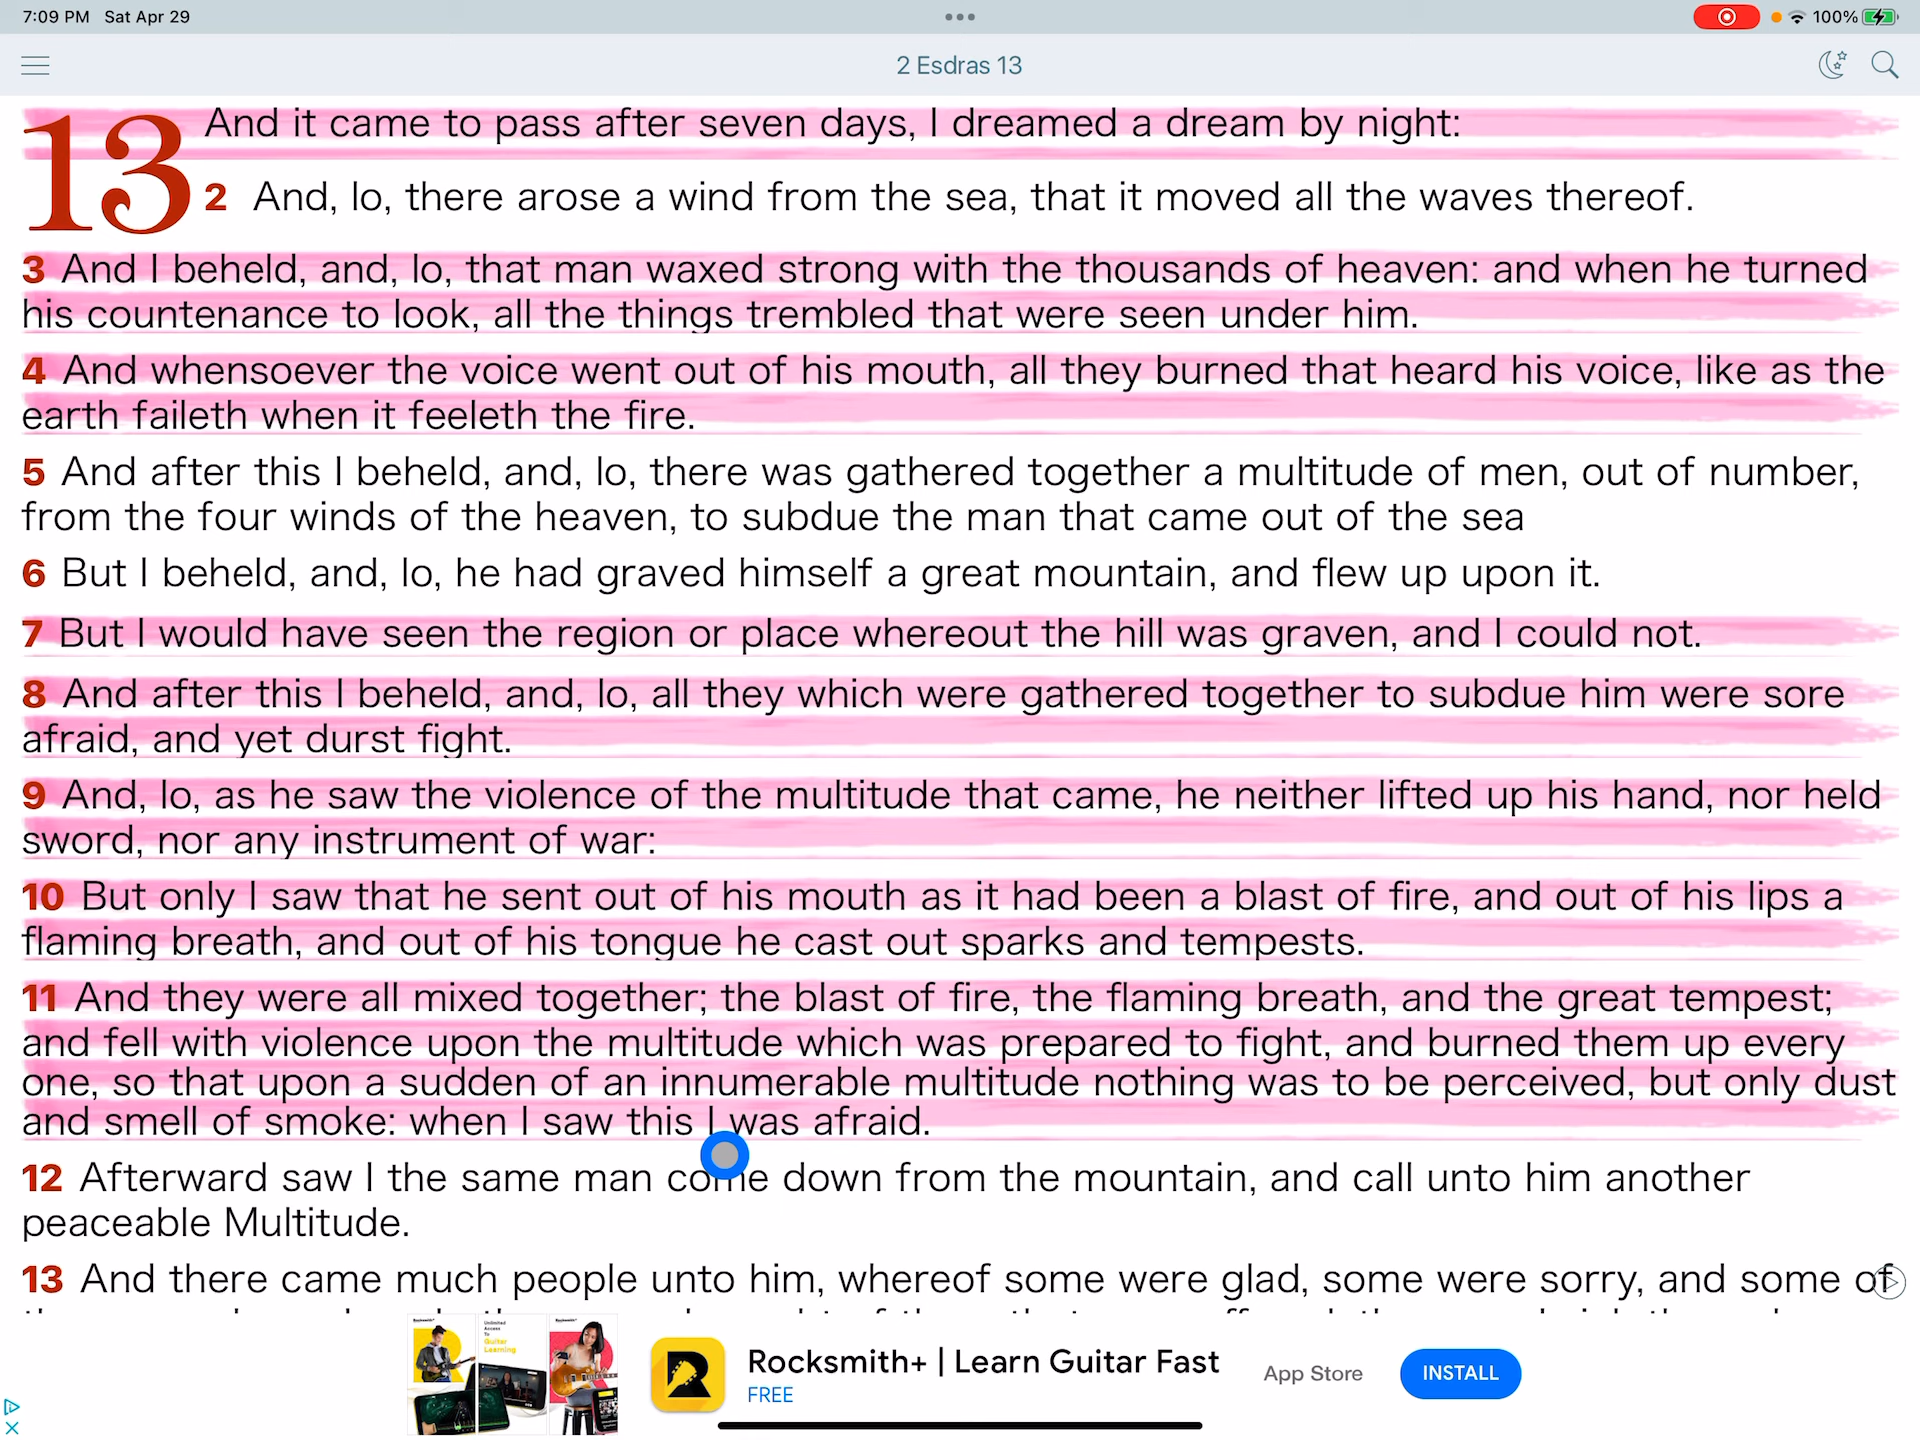 7:09 PM Sat Apr 29
100%
2 Esdras 13
13 And it came to pass after seven days, I dreamed a dream by night:
2 And, lo, there arose a wind from the sea, that it moved all the waves thereof.
3 And I beheld, and, lo, that man waxed strong with the thousands of heaven: and when he turned
his countenance to look, all the things trembled that were seen under him.
4 And whensoever the voice went out of his mouth, all they burned that heard his voice, like as the
earth faileth when it feeleth the fire.
5 And after this I beheld, and, lo, there was gathered together a multitude of men, out of number,
from the four winds of the heaven, to subdue the man that came out of the sea
6 But I beheld, and, lo, he had graved himself a great mountain, and flew up upon it.
7 But I would have seen the region or place whereout the hill was graven, and I could not.
8 And after this I beheld, and, lo, all they which were gathered together to subdue him were sore
afraid, and yet durst fight.
9 And, lo, as he saw the violence of the multitude that came, he neither lifted up his hand, nor held
sword, nor any instrument of war:
10 But only I saw that he sent out of his mouth as it had been a blast of fire, and out of his lips a
flaming breath, and out of his tongue he cast out sparks and tempests.
11 And they were all mixed together; the blast of fire, the flaming breath, and the great tempest;
and fell with violence upon the multitude which was prepared to fight, and burned them up every
one, so that upon a sudden of an innumerable multitude nothing was to be perceived, but only dust
and smell of smoke: when I saw this I was afraid.
12 Afterward saw I the same man come down from the mountain, and call unto him another
peaceable Multitude.
13 And there came much people unto him, whereof some were glad, some were sorry, and some of
Unlimited
Access
To
Guitar
Learning
Rocksmith+ | Learn Guitar Fast
FREE
App Store
INSTALL